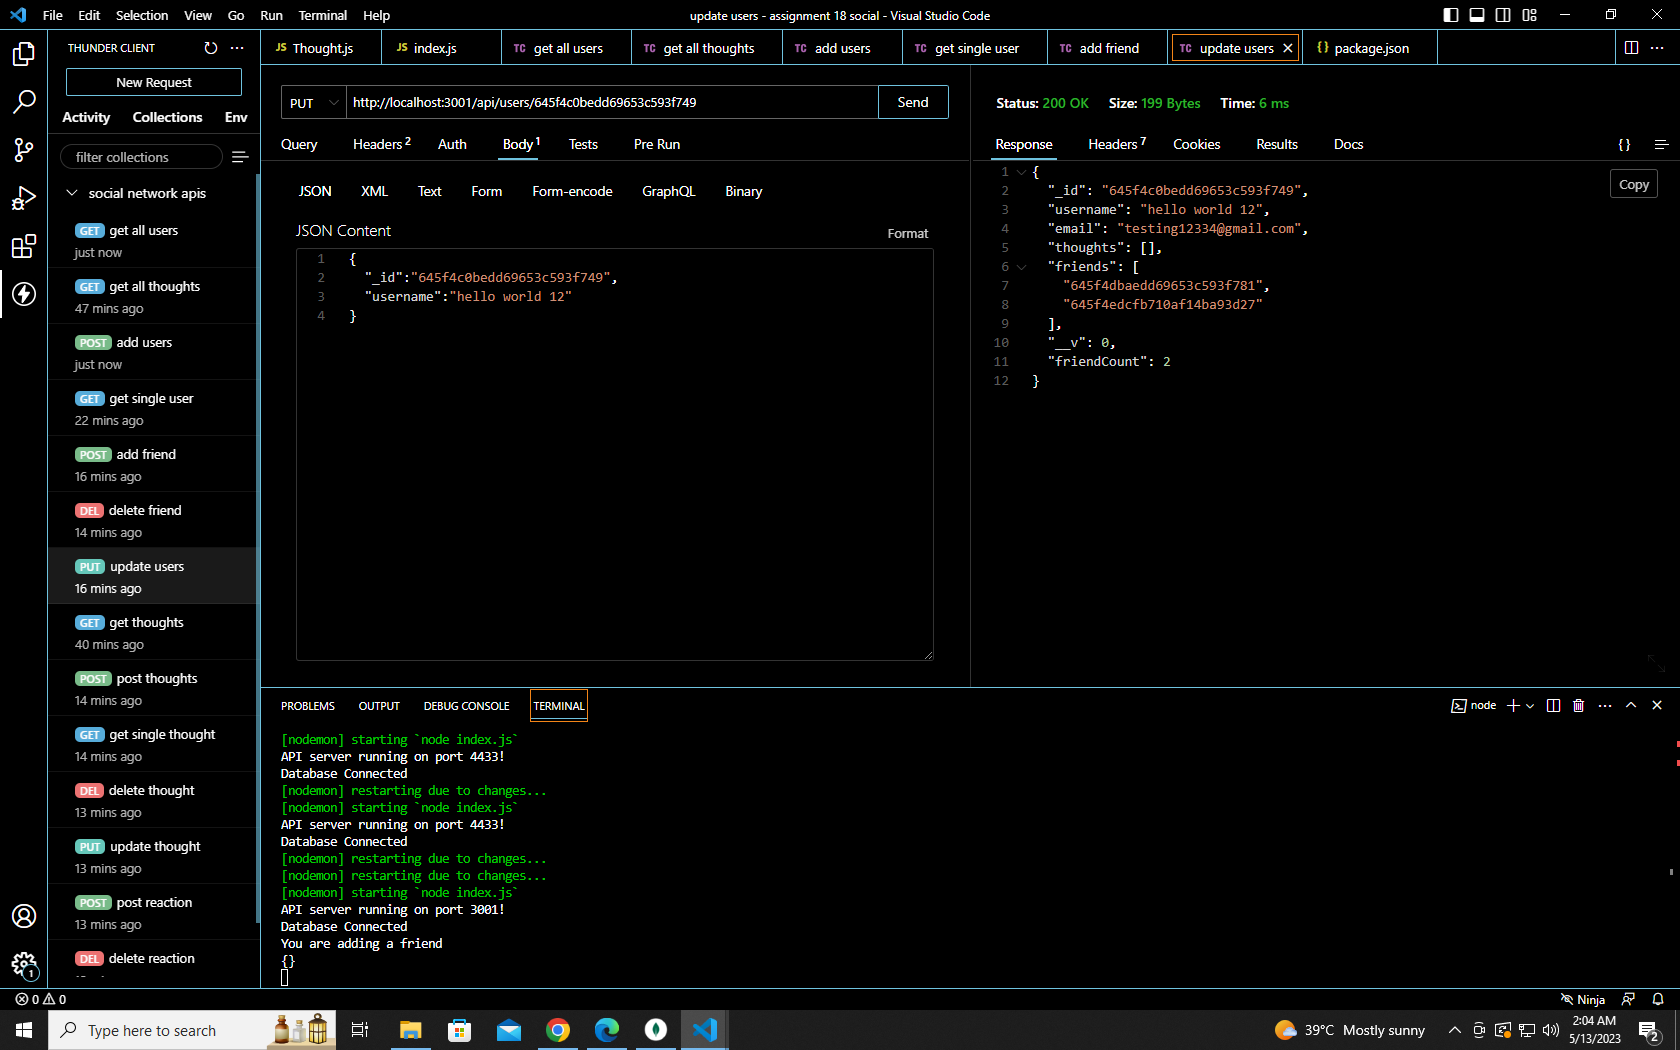 File Edit Selection View Go Run Terminal Help
update users - assignment 18 social - Visual Studio Code
THUNDER CLIENT
New Request
Activity Collections Env
filter collections
social network apis
GET get all users
just now
GET get all thoughts
47 mins ago
POST add users
just now
GET get single user
22 mins ago
POST add friend
16 mins ago
DEL delete friend
14 mins ago
PUT update users
16 mins ago
GET get thoughts
40 mins ago
POST post thoughts
14 mins ago
GET get single thought
14 mins ago
DEL delete thought
13 mins ago
PUT update thought
13 mins ago
POST post reaction
13 mins ago
DEL delete reaction
JS Thought.js JS index.js TC get all users TC get all thoughts TC add users TC get single user TC add friend TC update users {} package.json
PUT http://localhost:3001/api/users/645f4c0bedd69653c593f749 Send
Query Headers 2 Auth Body 1 Tests Pre Run
JSON XML Text Form Form-encode GraphQL Binary
JSON Content
Format
1 {
2 "_id":"645f4c0bedd69653c593f749",
3 "username":"hello world 12"
4 }
Status: 200 OK Size: 199 Bytes Time: 6 ms
Response Headers 7 Cookies Results Docs {}
Copy
1 {
2 "_id": "645f4c0bedd69653c593f749",
3 "username": "hello world 12",
4 "email": "testing12334@gmail.com",
5 "thoughts": [],
6 "friends": [
7 "645f4dbaedd69653c593f781",
8 "645f4edcfb710af14ba93d27"
9 ],
10 "__v": 0,
11 "friendCount": 2
12 }
PROBLEMS OUTPUT DEBUG CONSOLE TERMINAL
node
[nodemon] starting `node index.js`
API server running on port 4433!
Database Connected
[nodemon] restarting due to changes...
[nodemon] starting `node index.js`
API server running on port 4433!
Database Connected
[nodemon] restarting due to changes...
[nodemon] restarting due to changes...
[nodemon] starting `node index.js`
API server running on port 3001!
Database Connected
You are adding a friend
{}
1
0 0
Ninja
Type here to search
39°C Mostly sunny
2:04 AM
5/13/2023
2